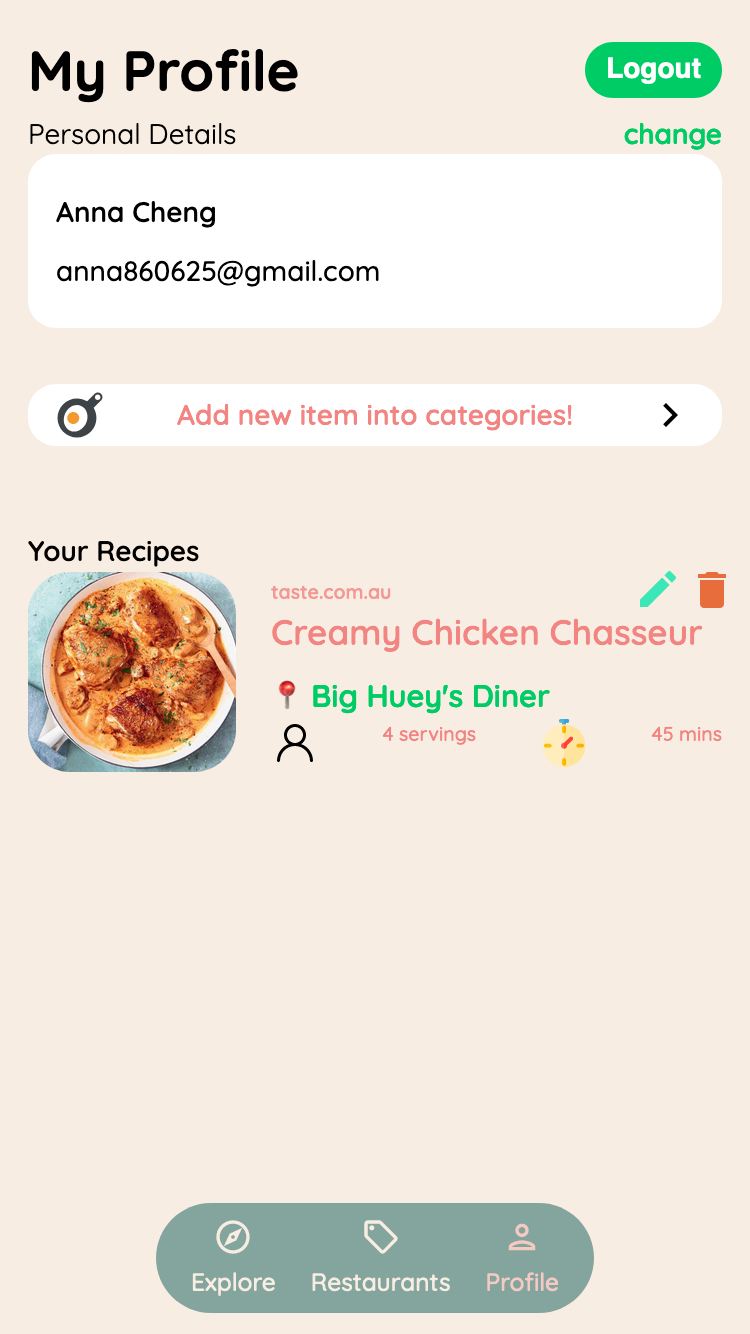 My Profile
Logout
Personal Details
change
Anna Cheng
anna860625@gmail.com
Add new item into categories!
Your Recipes
taste.com.au
Creamy Chicken Chasseur
Big Huey's Diner
4 servings
45 mins
Explore
Restaurants
Profile